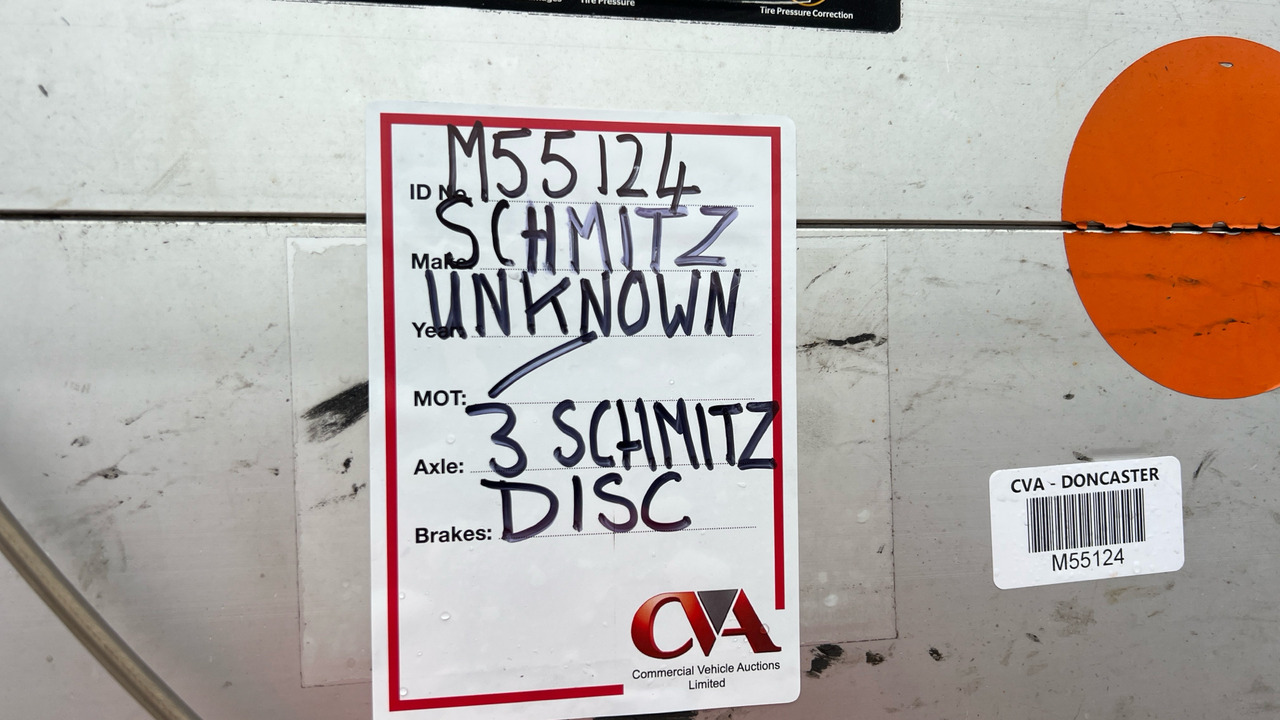 Tire Pressure
Tire Pressure Correction
ID No. M55124
Make: SCHMITZ
Year: UNKNOWN
MOT: /
Axle: 3 SCHMITZ
Brakes: DISC
CVA
Commercial Vehicle Auctions
Limited
CVA - DONCASTER
M55124